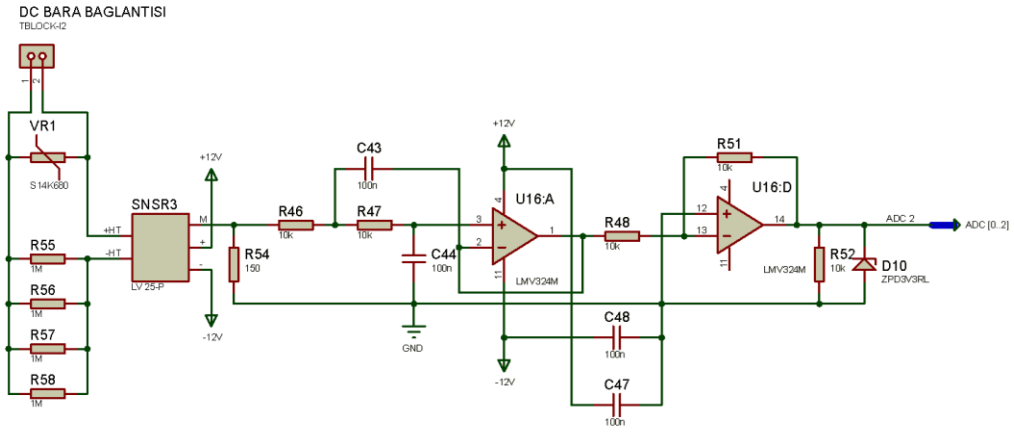 DC BARA BAGLANTISI
TBLOCK-I2
1
2
VR1
S14K680
+12V
SNSR3
+HT
-HT
M
+
-
LV 25-P
-12V
R55
1M
R56
1M
R57
1M
R58
1M
R54
150
R46
10k
C43
100n
R47
10k
C44
100n
GND
+12V
U16:A
3
2
4
1
11
LMV324M
-12V
R48
10k
C48
100n
C47
100n
R51
10k
U16:D
12
13
4
14
11
LMV324M
R52
10k
D10
ZPD3V3RL
ADC 2
ADC [0..2]